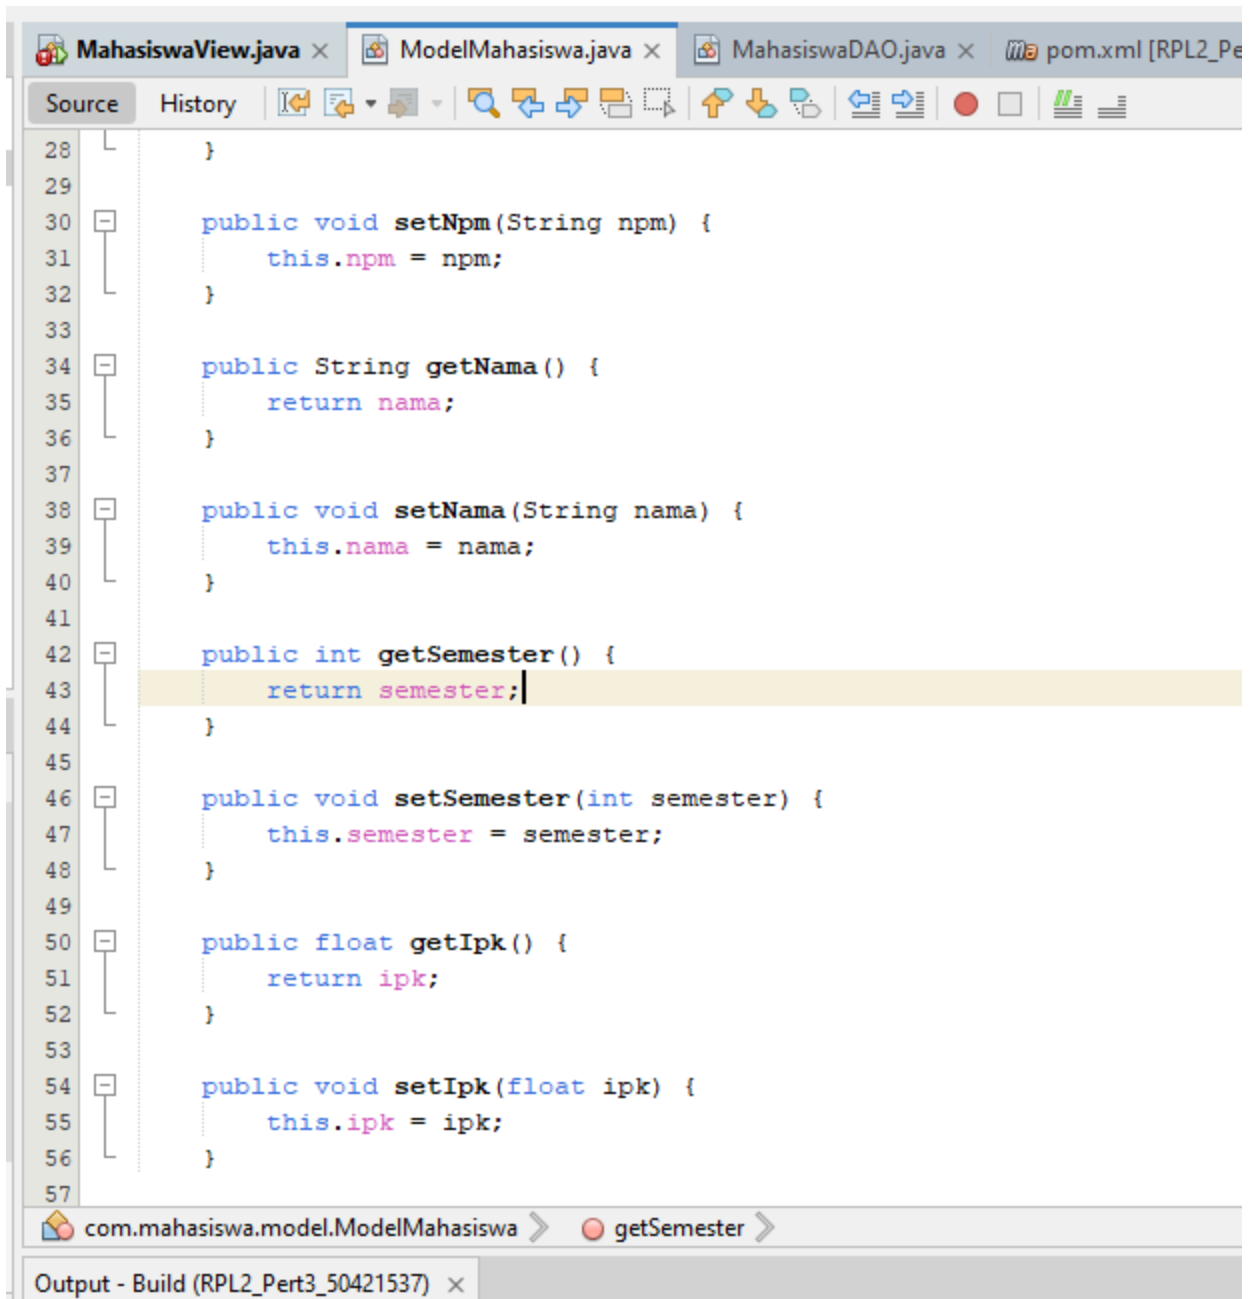 MahasiswaView.java × ModelMahasiswa.java × MahasiswaDAO.java × pom.xml [RPL2_Pe
Source History
28 }
29
30 public void setNpm(String npm) {
31 this.npm = npm;
32 }
33
34 public String getNama() {
35 return nama;
36 }
37
38 public void setNama(String nama) {
39 this.nama = nama;
40 }
41
42 public int getSemester() {
43 return semester;
44 }
45
46 public void setSemester(int semester) {
47 this.semester = semester;
48 }
49
50 public float getIpk() {
51 return ipk;
52 }
53
54 public void setIpk(float ipk) {
55 this.ipk = ipk;
56 }
57
com.mahasiswa.model.ModelMahasiswa getSemester
Output - Build (RPL2_Pert3_50421537) ×